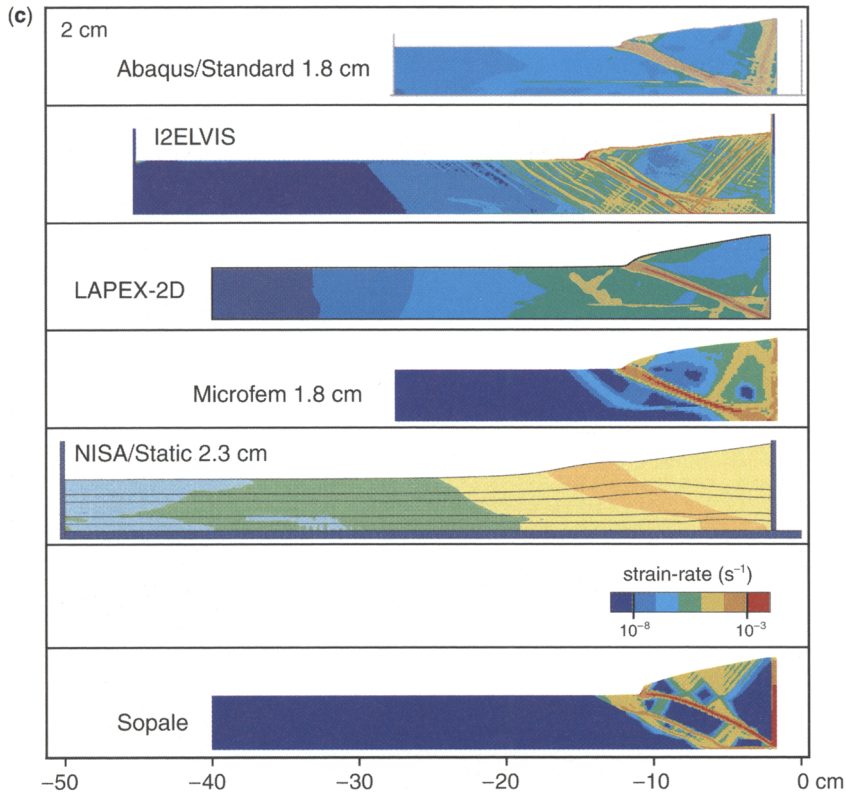 (c)
2 cm
Abaqus/Standard 1.8 cm
I2ELVIS
LAPEX-2D
Microfem 1.8 cm
NISA/Static 2.3 cm
strain-rate (s⁻¹)
10⁻⁸ 10⁻³
Sopale
−50 −40 −30 −20 −10 0 cm